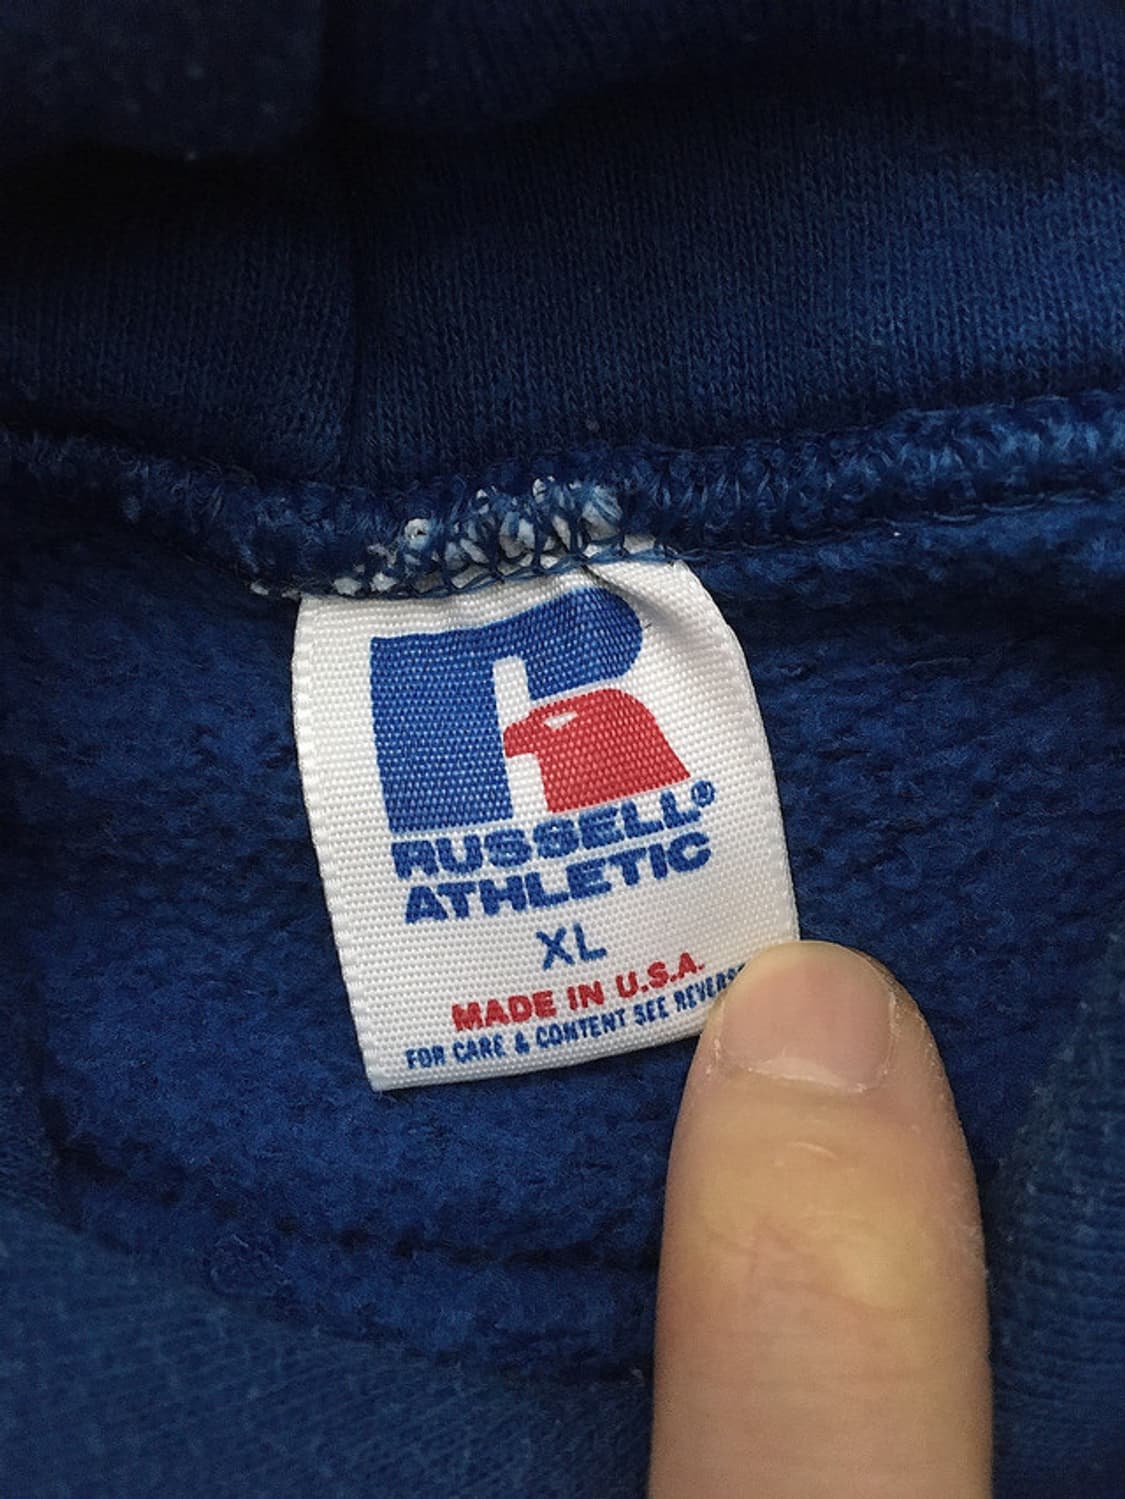 R
RUSSELL®
ATHLETIC
XL
MADE IN U.S.A.
FOR CARE & CONTENT SEE